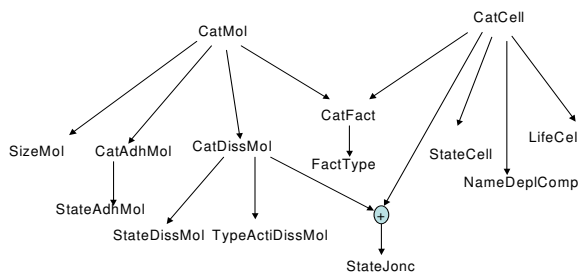 CatCell
CatMol
CatFact
SizeMol
CatAdhMol
CatDissMol
FactType
StateCell
LifeCel
NameDeplComp
StateAdhMol
StateDissMol
TypeActiDissMol
+
StateJonc